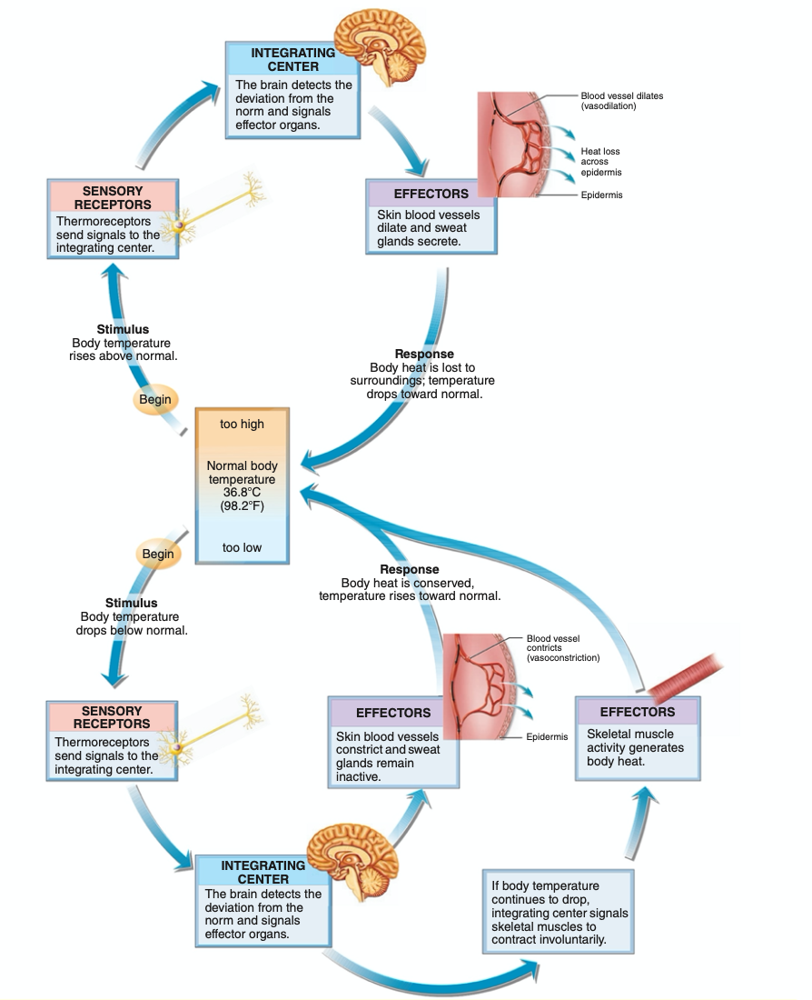 INTEGRATING
CENTER
The brain detects the
deviation from the
norm and signals
effector organs.
Blood vessel dilates
(vasodilation)
Heat loss
across
epidermis
Epidermis
SENSORY
RECEPTORS
Thermoreceptors
send signals to the
integrating center.
EFFECTORS
Skin blood vessels
dilate and sweat
glands secrete.
Stimulus
Body temperature
rises above normal.
Begin
Response
Body heat is lost to
surroundings; temperature
drops toward normal.
too high
Normal body
temperature
36.8°C
(98.2°F)
too low
Begin
Stimulus
Body temperature
drops below normal.
Response
Body heat is conserved,
temperature rises toward normal.
Blood vessel
contricts
(vasoconstriction)
Epidermis
SENSORY
RECEPTORS
Thermoreceptors
send signals to the
integrating center.
EFFECTORS
Skin blood vessels
constrict and sweat
glands remain
inactive.
EFFECTORS
Skeletal muscle
activity generates
body heat.
INTEGRATING
CENTER
The brain detects the
deviation from the
norm and signals
effector organs.
If body temperature
continues to drop,
integrating center signals
skeletal muscles to
contract involuntarily.